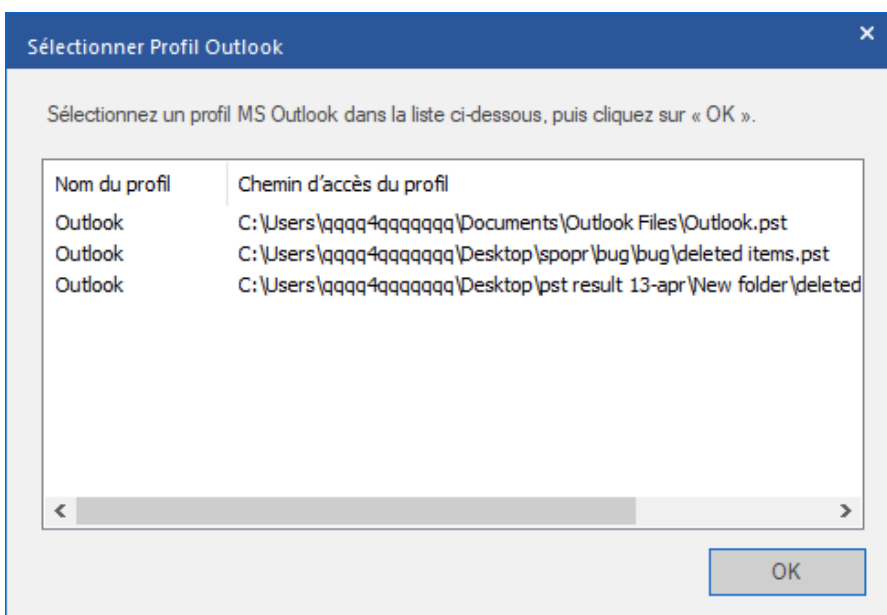 Sélectionner Profil Outlook
Sélectionnez un profil MS Outlook dans la liste ci-dessous, puis cliquez sur « OK ».
Nom du profil Chemin d'accès du profil
Outlook C:\Users\qqqq4qqqqqqq\Documents\Outlook Files\Outlook.pst
Outlook C:\Users\qqqq4qqqqqqq\Desktop\spopr\bug\bug\deleted items.pst
Outlook C:\Users\qqqq4qqqqqqq\Desktop\pst result 13-apr\New folder\deleted
OK